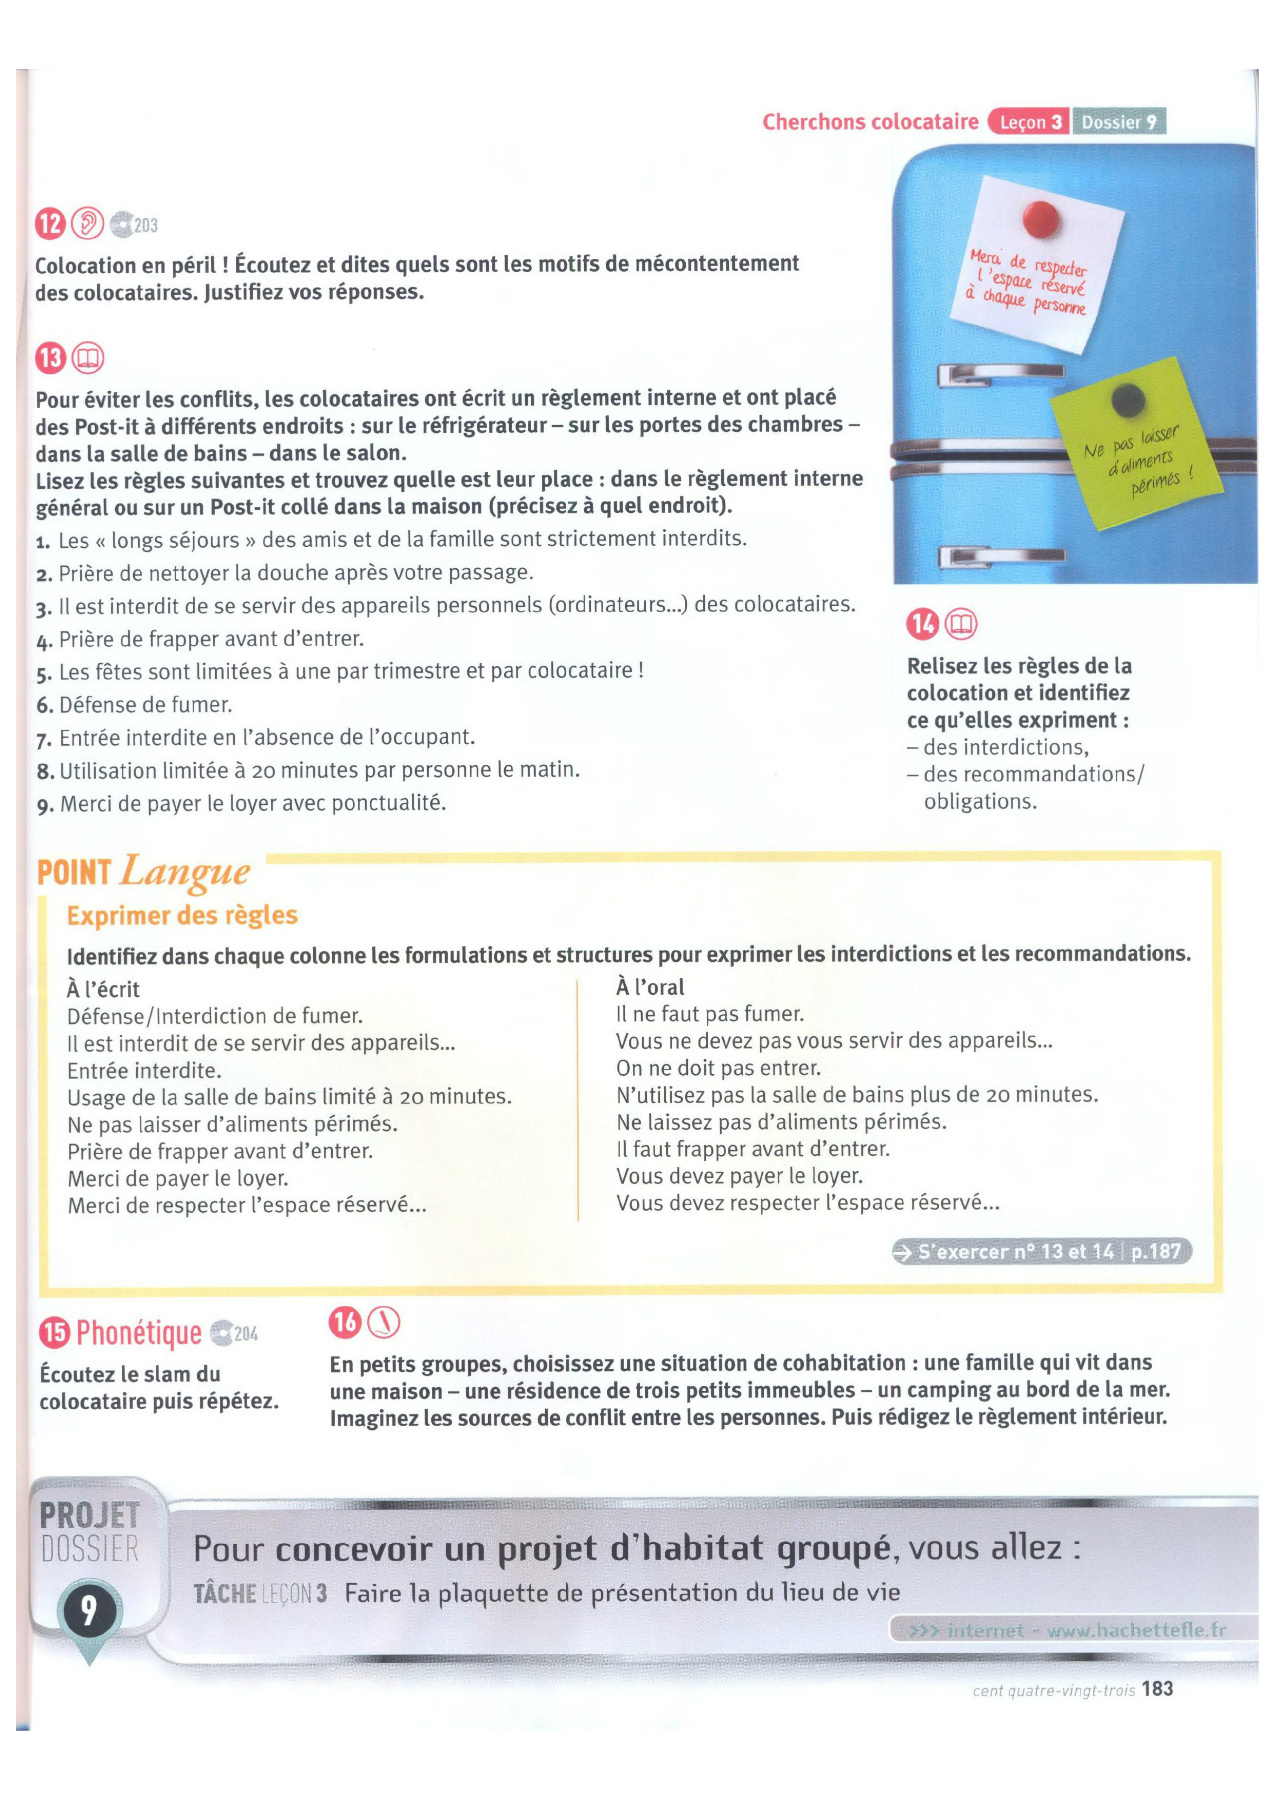 Cherchons colocataire Leçon 3 Dossier 9
12 203
Colocation en péril ! Écoutez et dites quels sont les motifs de mécontentement
des colocataires. Justifiez vos réponses.
13
Pour éviter les conflits, les colocataires ont écrit un règlement interne et ont placé
des Post-it à différents endroits : sur le réfrigérateur – sur les portes des chambres –
dans la salle de bains – dans le salon.
Lisez les règles suivantes et trouvez quelle est leur place : dans le règlement interne
général ou sur un Post-it collé dans la maison (précisez à quel endroit).
1. Les « longs séjours » des amis et de la famille sont strictement interdits.
2. Prière de nettoyer la douche après votre passage.
3. Il est interdit de se servir des appareils personnels (ordinateurs...) des colocataires.
4. Prière de frapper avant d'entrer.
5. Les fêtes sont limitées à une par trimestre et par colocataire !
6. Défense de fumer.
7. Entrée interdite en l'absence de l'occupant.
8. Utilisation limitée à 20 minutes par personne le matin.
9. Merci de payer le loyer avec ponctualité.
Merci de respecter
l'espace réservé
à chaque personne
Ne pas laisser
d'aliments
périmés !
14
Relisez les règles de la
colocation et identifiez
ce qu'elles expriment :
– des interdictions,
– des recommandations/
obligations.
POINT Langue
Exprimer des règles
Identifiez dans chaque colonne les formulations et structures pour exprimer les interdictions et les recommandations.
À l'écrit
Défense/Interdiction de fumer.
Il est interdit de se servir des appareils...
Entrée interdite.
Usage de la salle de bains limité à 20 minutes.
Ne pas laisser d'aliments périmés.
Prière de frapper avant d'entrer.
Merci de payer le loyer.
Merci de respecter l'espace réservé...
À l'oral
Il ne faut pas fumer.
Vous ne devez pas vous servir des appareils...
On ne doit pas entrer.
N'utilisez pas la salle de bains plus de 20 minutes.
Ne laissez pas d'aliments périmés.
Il faut frapper avant d'entrer.
Vous devez payer le loyer.
Vous devez respecter l'espace réservé...
S'exercer n° 13 et 14 | p.187
15 Phonétique 204
Écoutez le slam du
colocataire puis répétez.
16
En petits groupes, choisissez une situation de cohabitation : une famille qui vit dans
une maison – une résidence de trois petits immeubles – un camping au bord de la mer.
Imaginez les sources de conflit entre les personnes. Puis rédigez le règlement intérieur.
PROJET
DOSSIER
9
Pour concevoir un projet d'habitat groupé, vous allez :
TÂCHE LEÇON 3 Faire la plaquette de présentation du lieu de vie
>>> internet - www.hachettefle.fr
cent quatre-vingt-trois 183